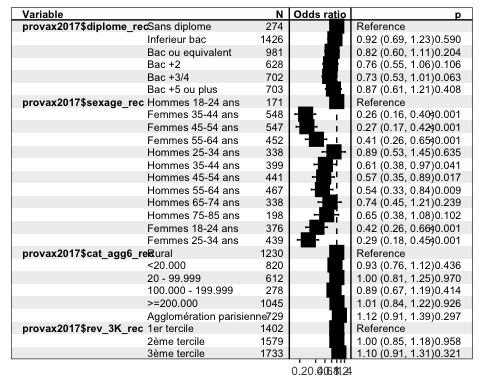 Variable N Odds ratio p
provax2017$diplome_rec Sans diplome 274 Reference
Inferieur bac 1426 0.92 (0.69, 1.23) 0.590
Bac ou equivalent 981 0.82 (0.60, 1.11) 0.204
Bac +2 628 0.76 (0.55, 1.06) 0.106
Bac +3/4 702 0.73 (0.53, 1.01) 0.063
Bac +5 ou plus 703 0.87 (0.61, 1.21) 0.408
provax2017$sexage_rec Hommes 18-24 ans 171 Reference
Femmes 35-44 ans 548 0.26 (0.16, 0.40) <0.001
Femmes 45-54 ans 547 0.27 (0.17, 0.42) <0.001
Femmes 55-64 ans 452 0.41 (0.26, 0.65) <0.001
Hommes 25-34 ans 338 0.89 (0.53, 1.45) 0.635
Hommes 35-44 ans 399 0.61 (0.38, 0.97) 0.041
Hommes 45-54 ans 441 0.57 (0.35, 0.89) 0.017
Hommes 55-64 ans 467 0.54 (0.33, 0.84) 0.009
Hommes 65-74 ans 338 0.74 (0.45, 1.21) 0.239
Hommes 75-85 ans 198 0.65 (0.38, 1.08) 0.102
Femmes 18-24 ans 376 0.42 (0.26, 0.66) <0.001
Femmes 25-34 ans 439 0.29 (0.18, 0.45) <0.001
provax2017$cat_agg6_rec Rural 1230 Reference
<20.000 820 0.93 (0.76, 1.12) 0.436
20 - 99.999 612 1.00 (0.81, 1.25) 0.970
100.000 - 199.999 278 0.89 (0.67, 1.19) 0.414
>=200.000 1045 1.01 (0.84, 1.22) 0.926
Agglomération parisienne 729 1.12 (0.91, 1.39) 0.297
provax2017$rev_3K_rec 1er tercile 1402 Reference
2ème tercile 1579 1.00 (0.85, 1.18) 0.958
3ème tercile 1733 1.10 (0.91, 1.31) 0.321